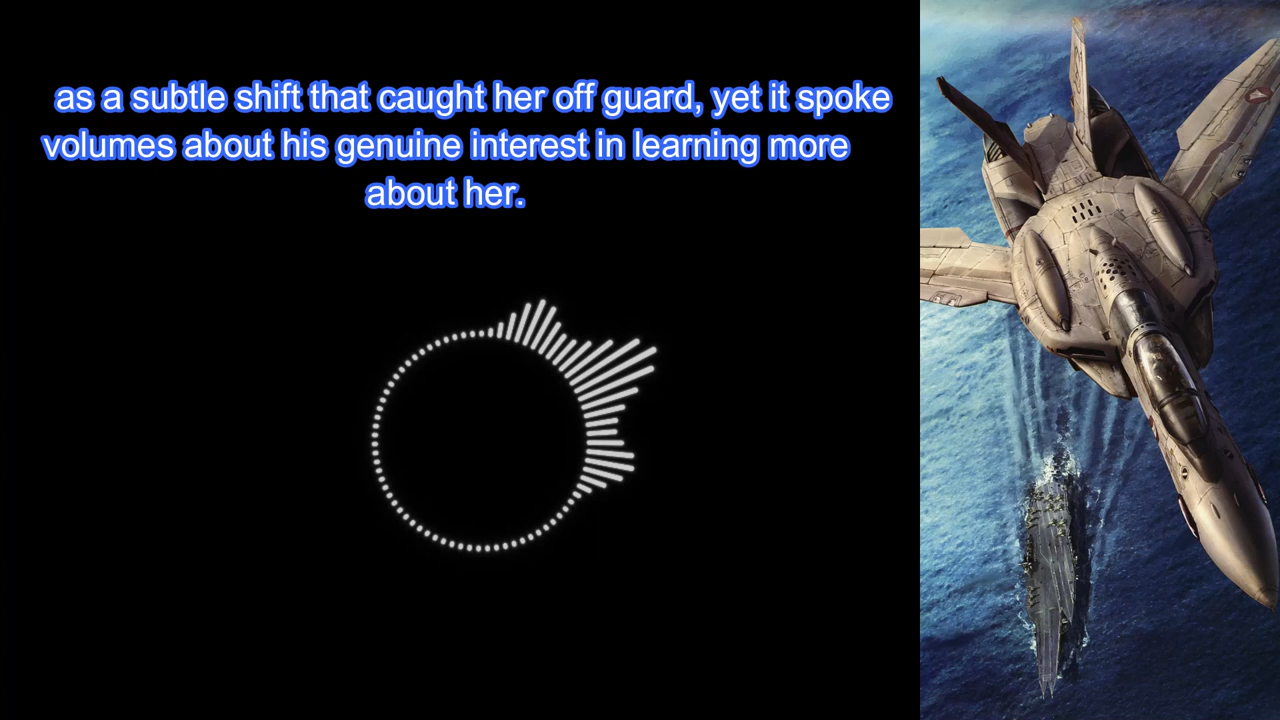 as a subtle shift that caught her off guard, yet it spoke
volumes about his genuine interest in learning more
about her.